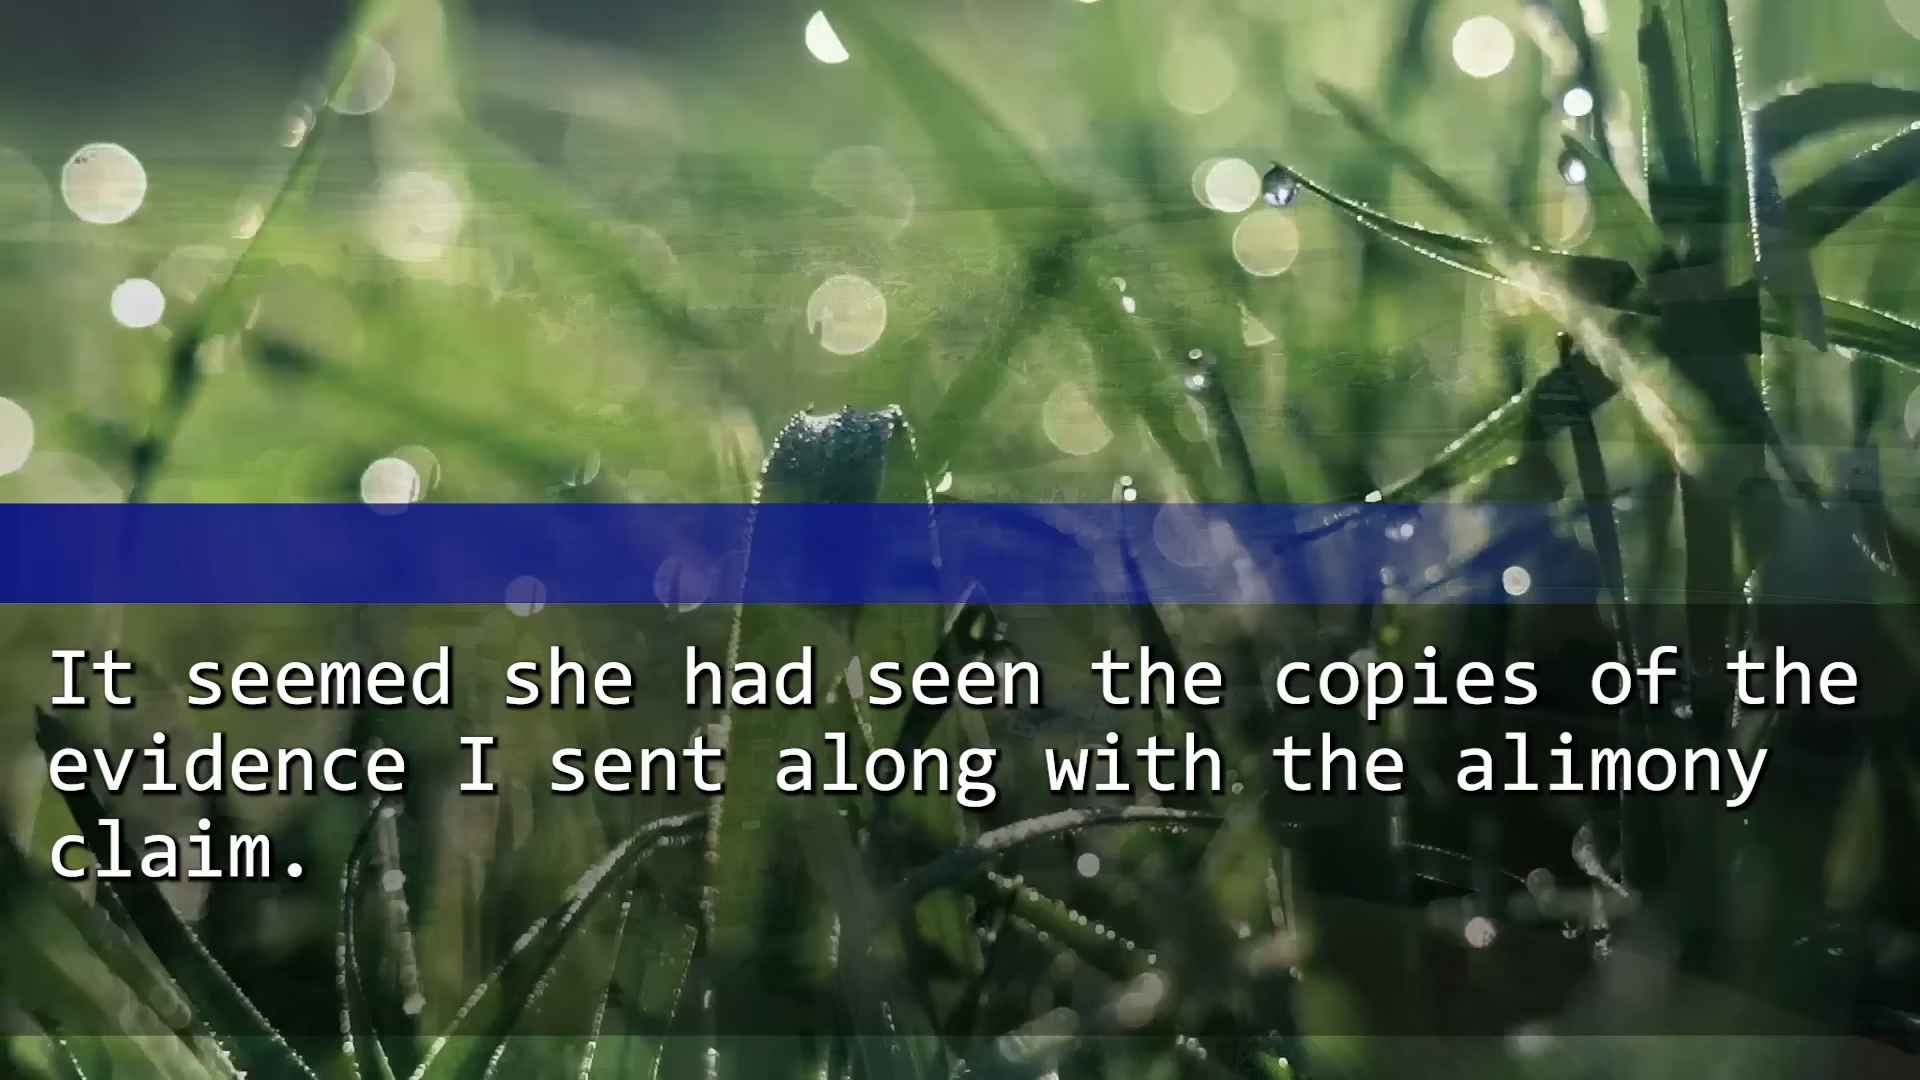 It seemed she had seen the copies of the
evidence I sent along with the alimony
claim.